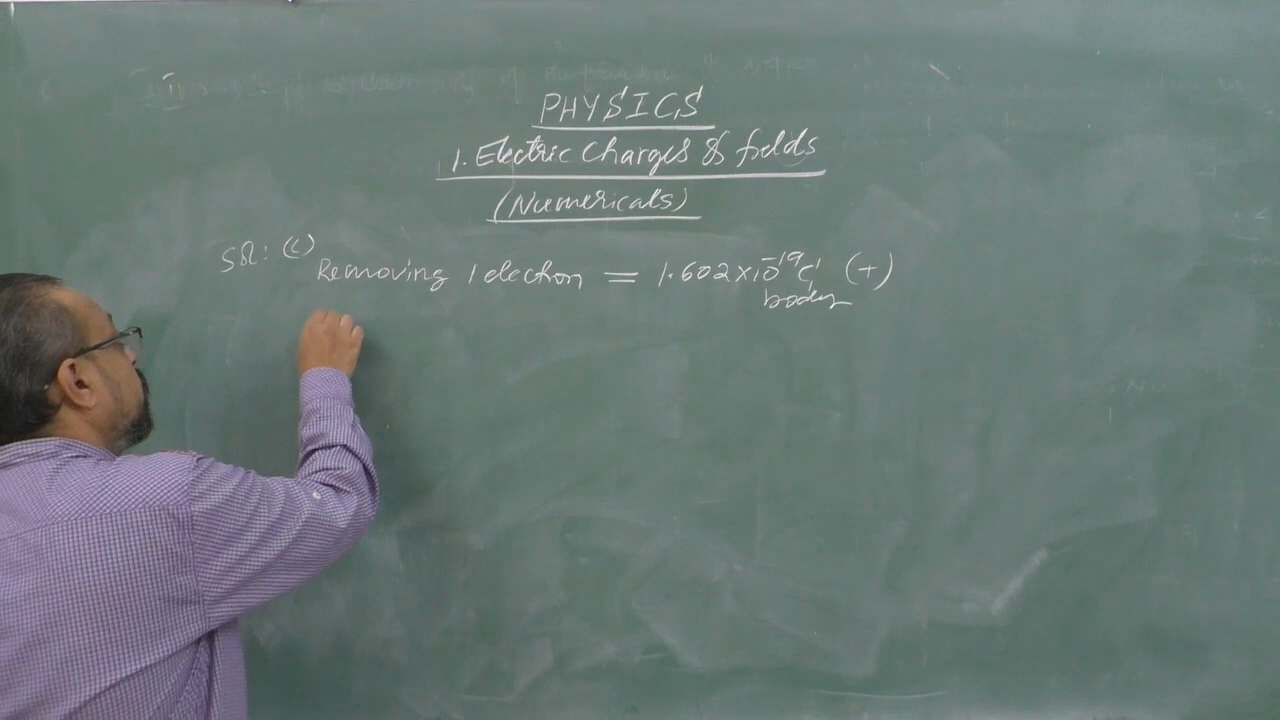 PHYSICS
1. Electric Charges & fields
(Numericals)
Sol: (c)
Removing 1 electron = 1.602 × 10⁻¹⁹ C (+)
body